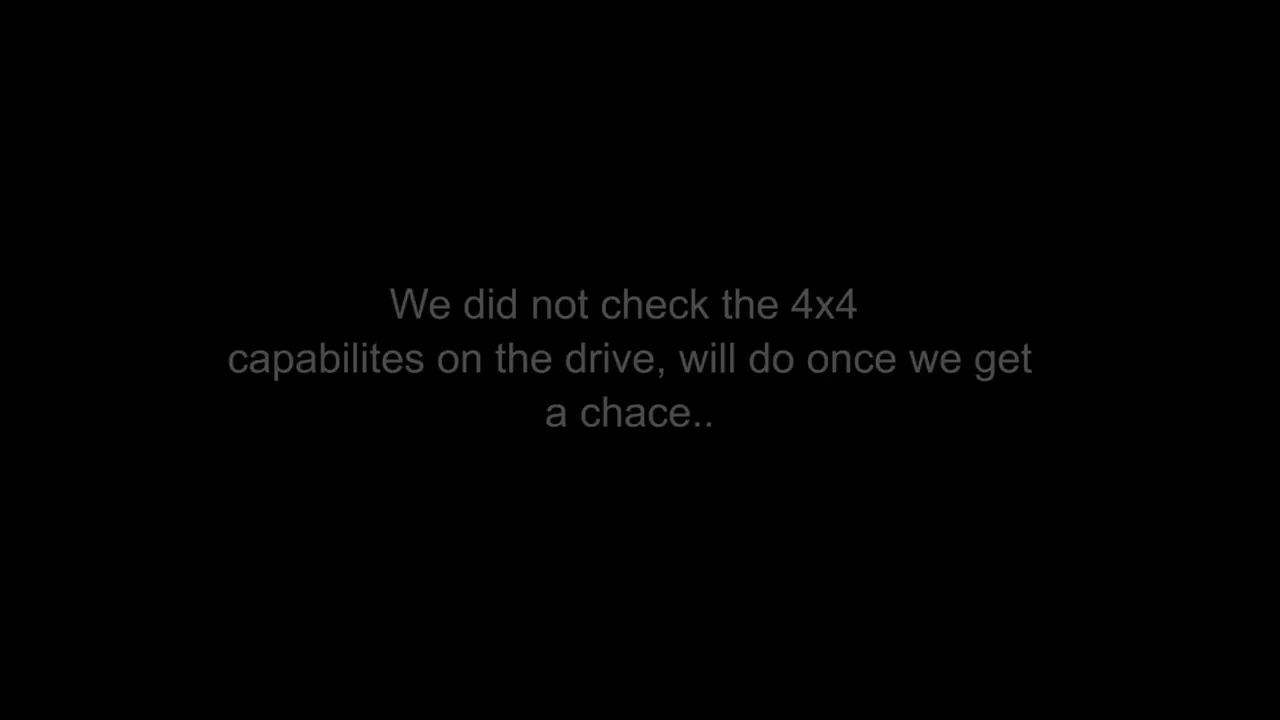 We did not check the 4x4
capabilites on the drive, will do once we get
a chace..